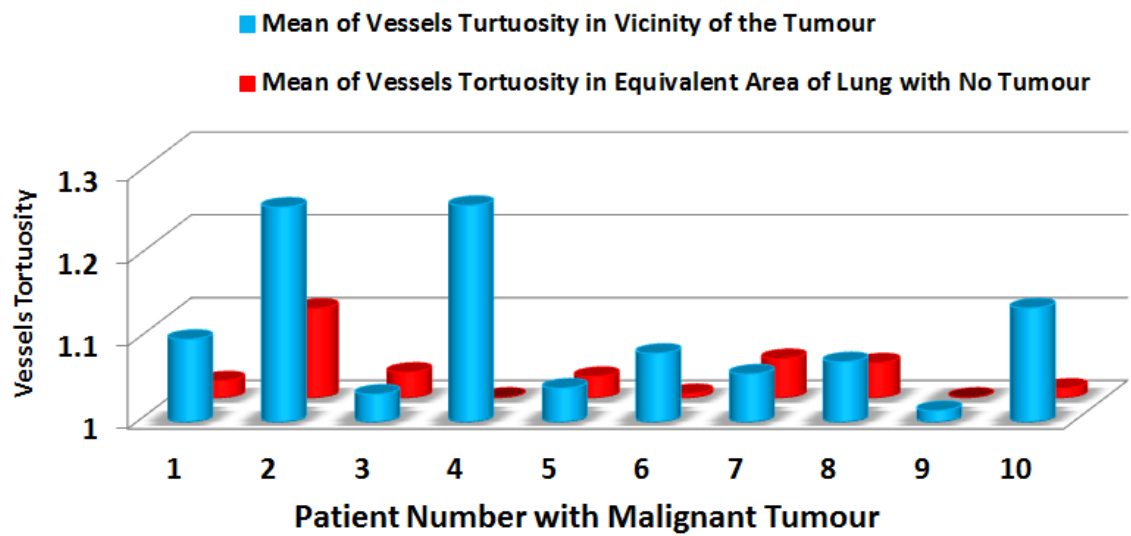 Mean of Vessels Turtuosity in Vicinity of the Tumour
Mean of Vessels Tortuosity in Equivalent Area of Lung with No Tumour
Vessels Tortuosity
1.3
1.2
1.1
1
1 2 3 4 5 6 7 8 9 10
Patient Number with Malignant Tumour